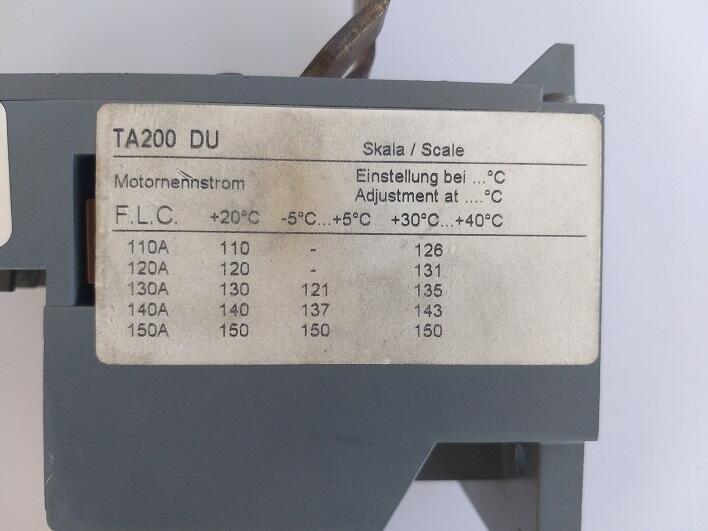 TA200 DU
Skala / Scale
Motornennstrom
Einstellung bei ...°C
Adjustment at ....°C
F.L.C. +20°C -5°C...+5°C +30°C...+40°C
110A 110 - 126
120A 120 - 131
130A 130 121 135
140A 140 137 143
150A 150 150 150